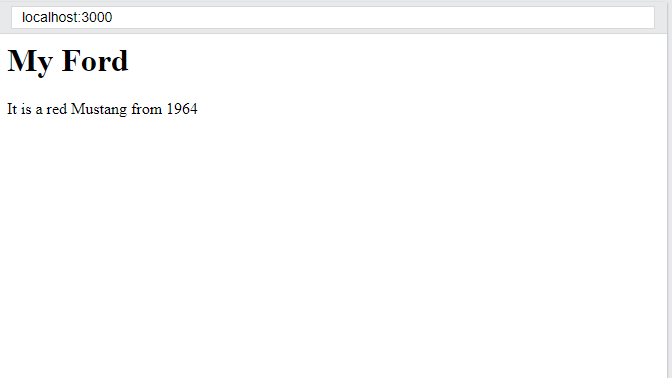 localhost:3000
My Ford
It is a red Mustang from 1964